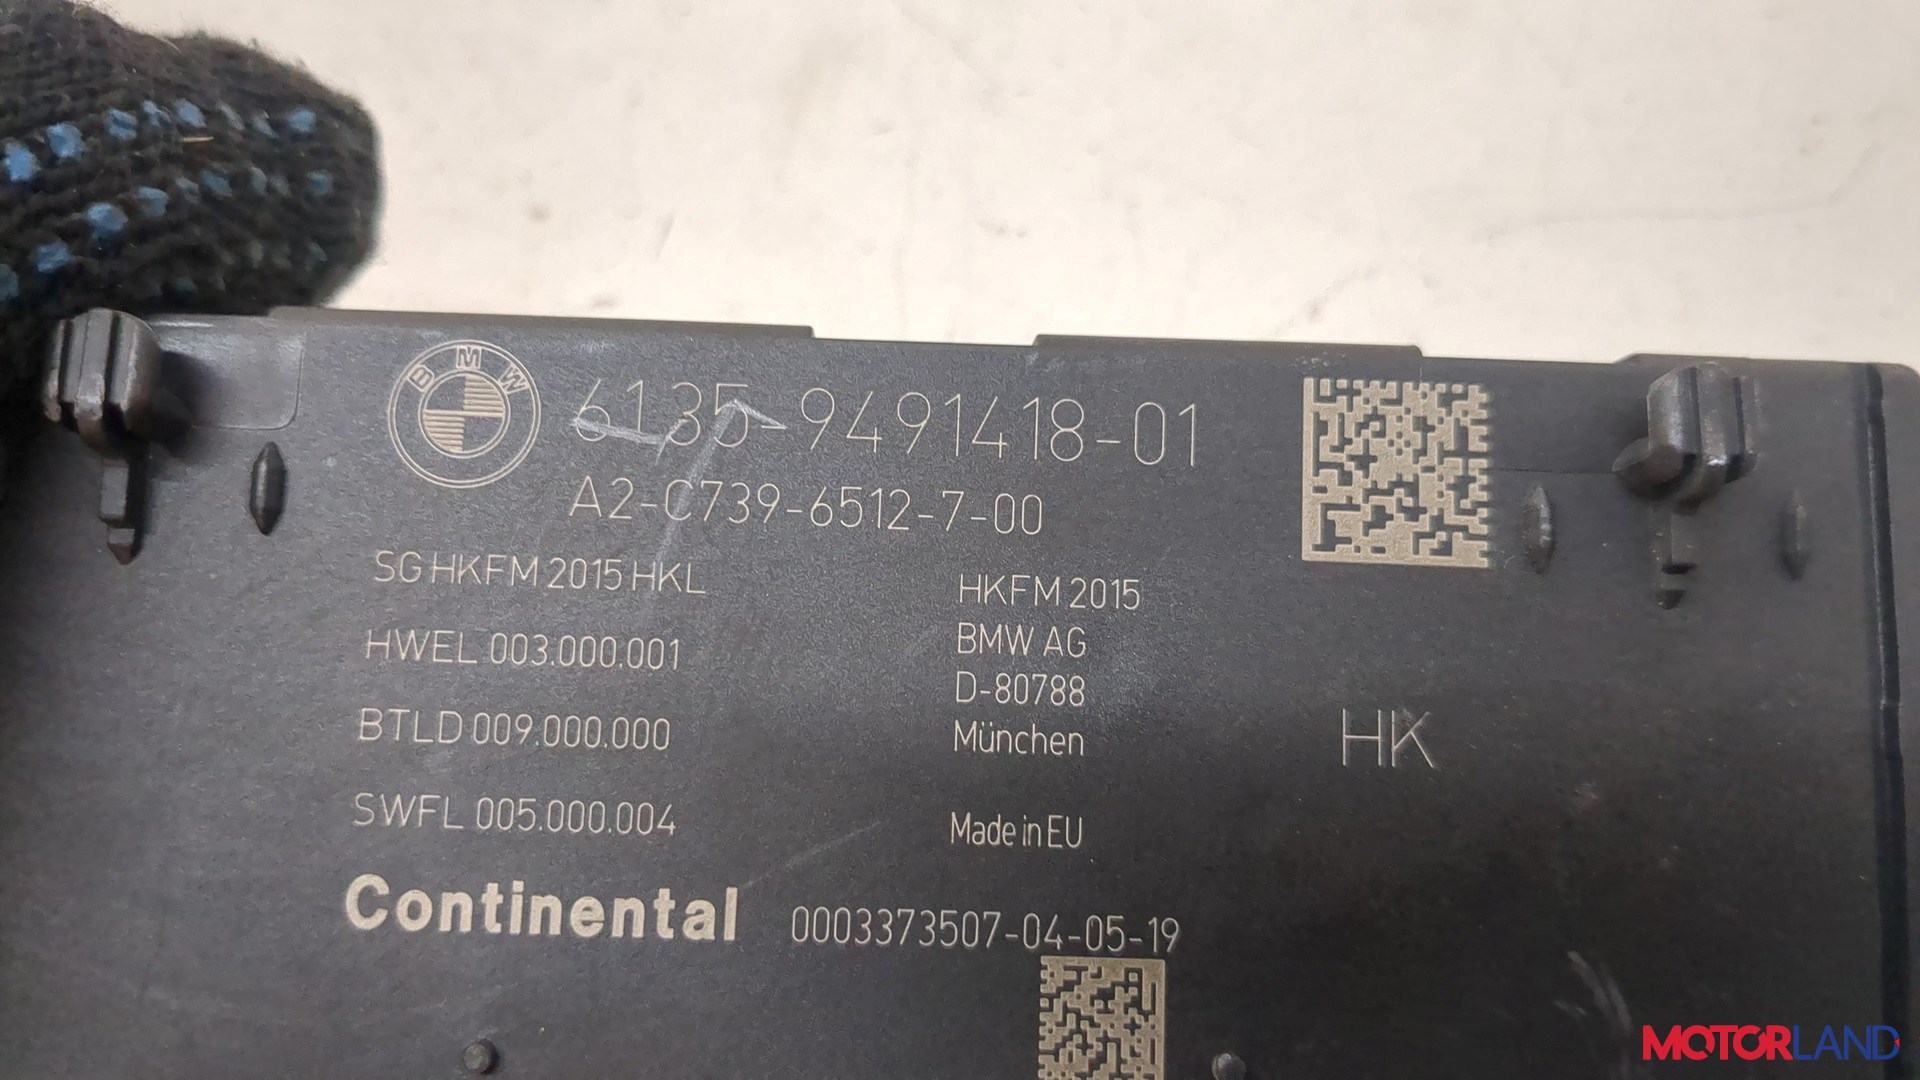 BMW
6135-9491418-01
A2-C739-6512-7-00
SG HKFM 2015 HKL
HWEL 003.000.001
BTLD 009.000.000
SWFL 005.000.004
HKFM 2015
BMW AG
D-80788
München
Made in EU
HK
Continental
0003373507-04-05-19
MOTORLAND